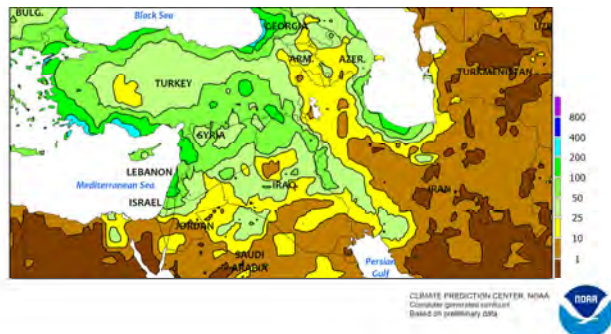 BULG.
Black Sea
GEORGIA
UZB
ARM. AZER.
TURKEY
TURKMENISTAN
SYRIA
LEBANON
Mediterranean Sea
ISRAEL
IRAQ
IRAN
JORDAN
SAUDI
ARABIA
Persian
Gulf
800
400
200
100
50
25
10
1
CLIMATE PREDICTION CENTER, NOAA
Computer generated contours
Based on preliminary data
NOAA